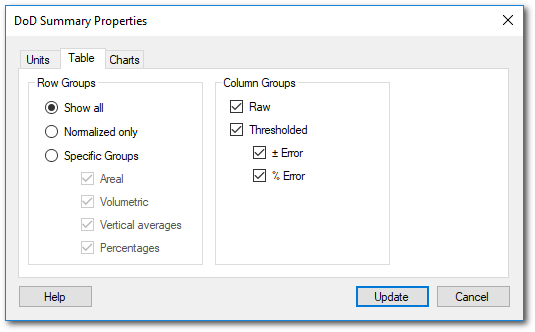 DoD Summary Properties
Units
Table
Charts
Row Groups
Show all
Normalized only
Specific Groups
Areal
Volumetric
Vertical averages
Percentages
Column Groups
Raw
Thresholded
± Error
% Error
Help
Update
Cancel